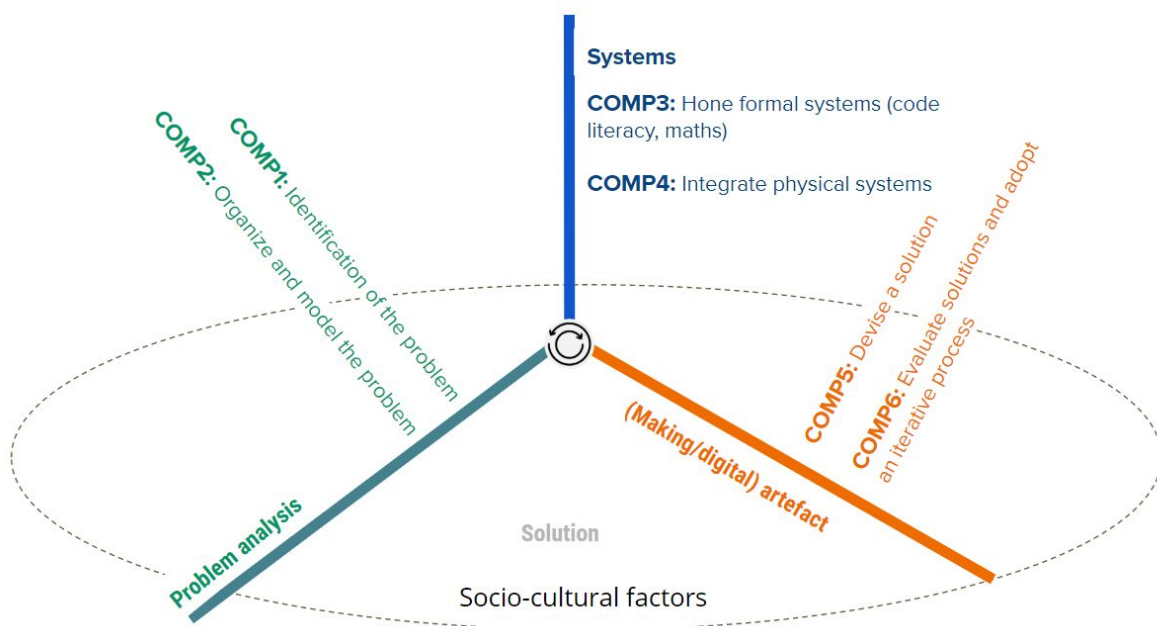 Systems
COMP3: Hone formal systems (code
literacy, maths)
COMP4: Integrate physical systems
COMP1: Identification of the problem
COMP2: Organize and model the problem
Problem analysis
COMP5: Devise a solution
COMP6: Evaluate solutions and adopt
an iterative process
(Making/digital) artefact
Solution
Socio-cultural factors